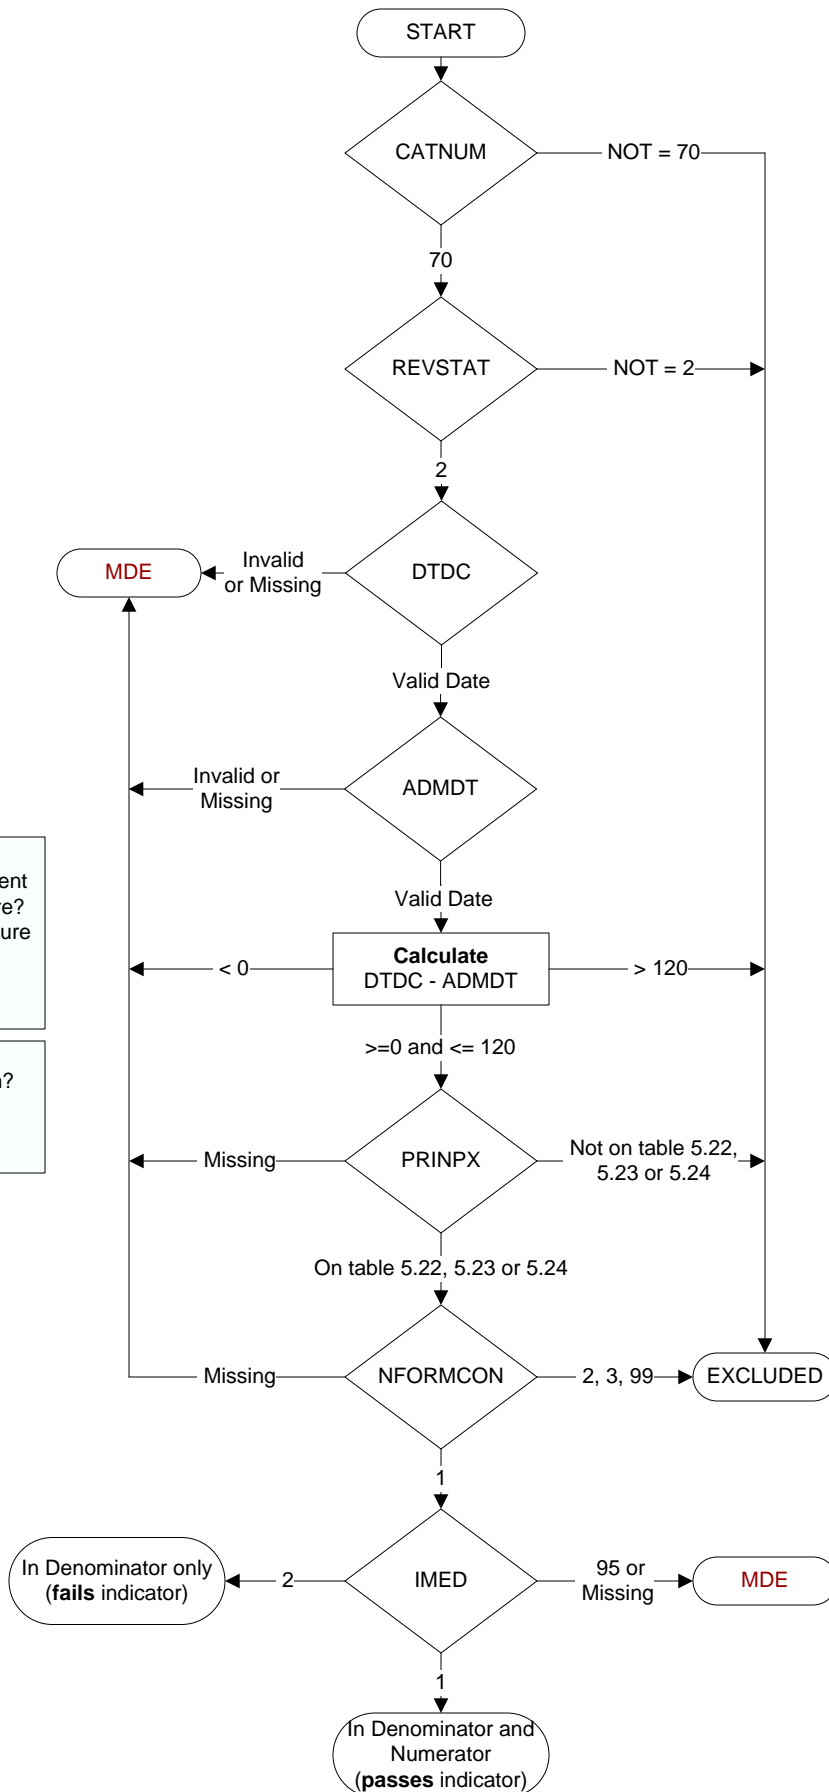 START
CATNUM
NOT = 70
70
REVSTAT
NOT = 2
2
MDE
Invalid
or Missing
DTDC
Valid Date
Invalid or
Missing
ADMDT
Valid Date
ent
e?
ure
< 0
Calculate
DTDC - ADMDT
> 120
>=0 and <= 120
?
Missing
PRINPX
Not on table 5.22,
5.23 or 5.24
On table 5.22, 5.23 or 5.24
Missing
NFORMCON
2, 3, 99
EXCLUDED
1
In Denominator only
(fails indicator)
2
IMED
95 or
Missing
MDE
1
In Denominator and
Numerator
(passes indicator)